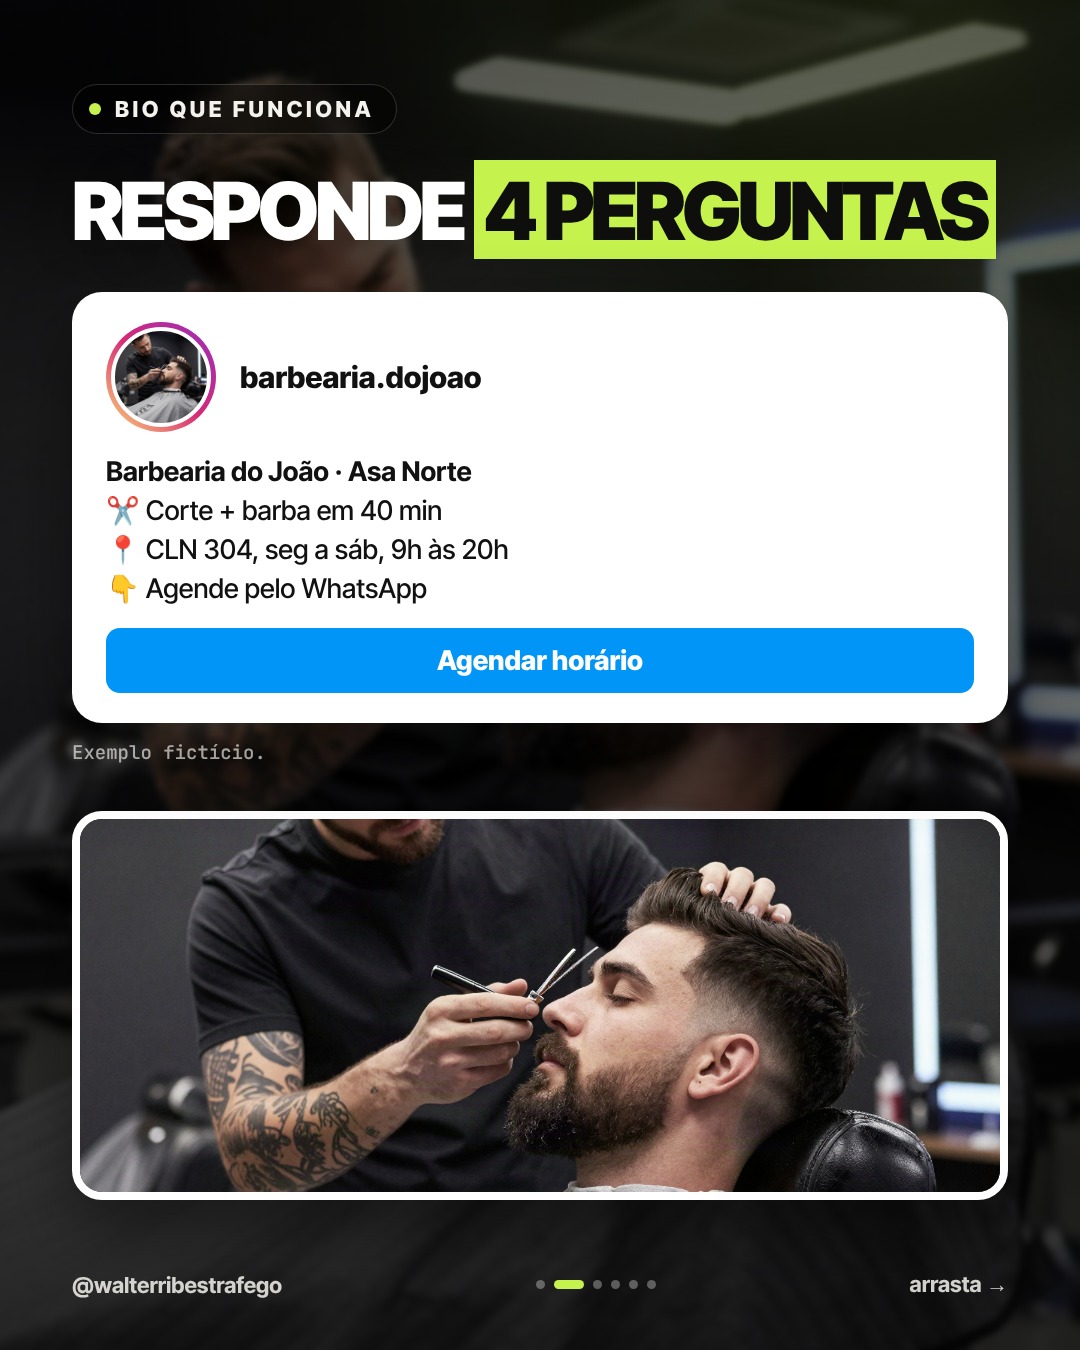 BIO QUE FUNCIONA
RESPONDE 4 PERGUNTAS
barbearia.dojoao
Barbearia do João · Asa Norte
✂️ Corte + barba em 40 min
📍 CLN 304, seg a sáb, 9h às 20h
👇 Agende pelo WhatsApp
Agendar horário
Exemplo fictício.
@walterribestrafego
arrasta →